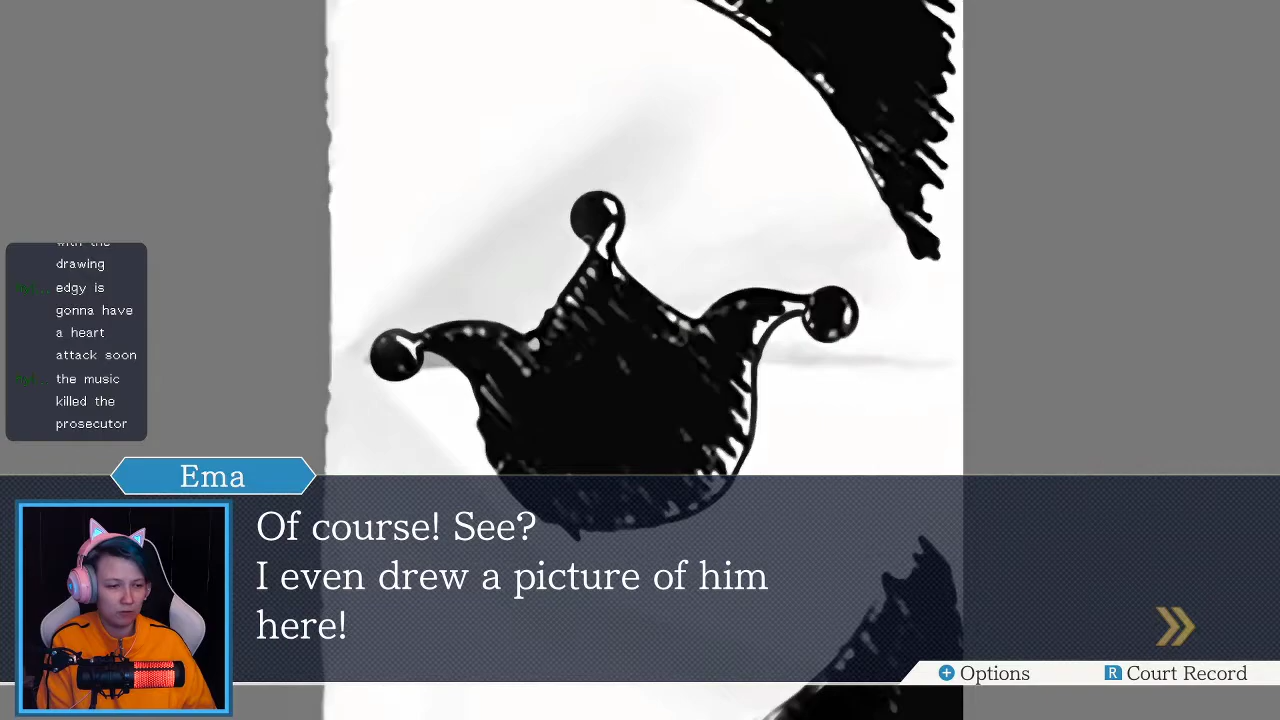 drawing
edgy is
gonna have
a heart
attack soon
the music
killed the
prosecutor
Ema
Of course! See?
I even drew a picture of him
here!
+ Options
R Court Record